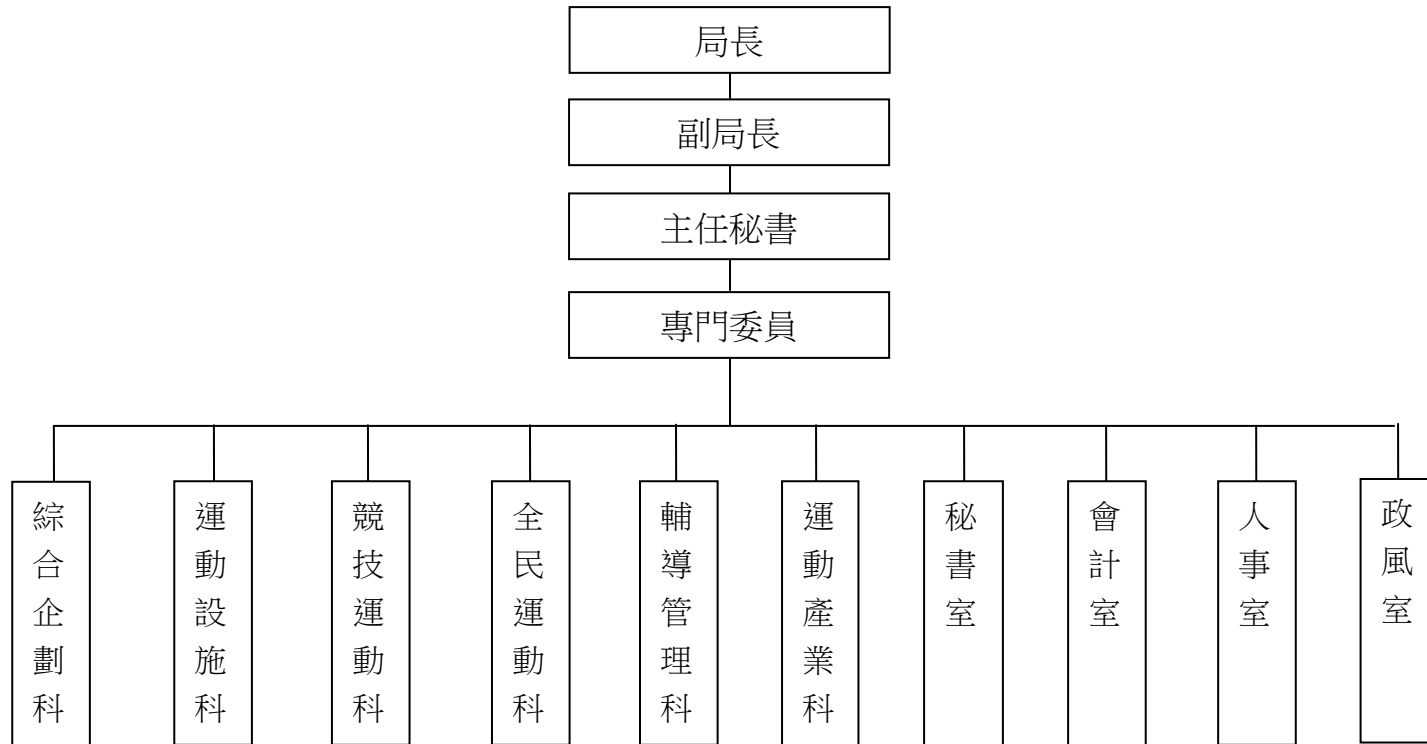 局長
副局長
主任秘書
專門委員
綜合企劃科
運動設施科
競技運動科
全民運動科
輔導管理科
運動產業科
秘書室
會計室
人事室
政風室